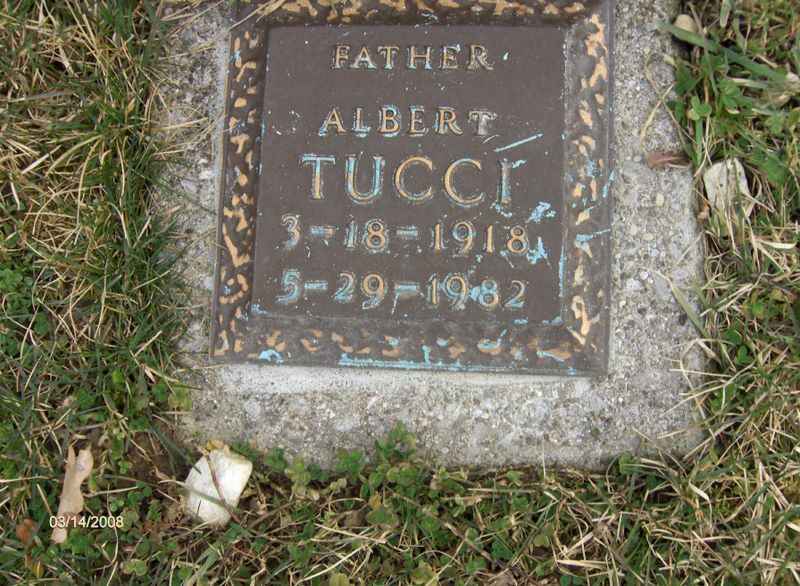 FATHER
ALBERT
TUCCI
3-18-1918
5-29-1982
03/14/2008